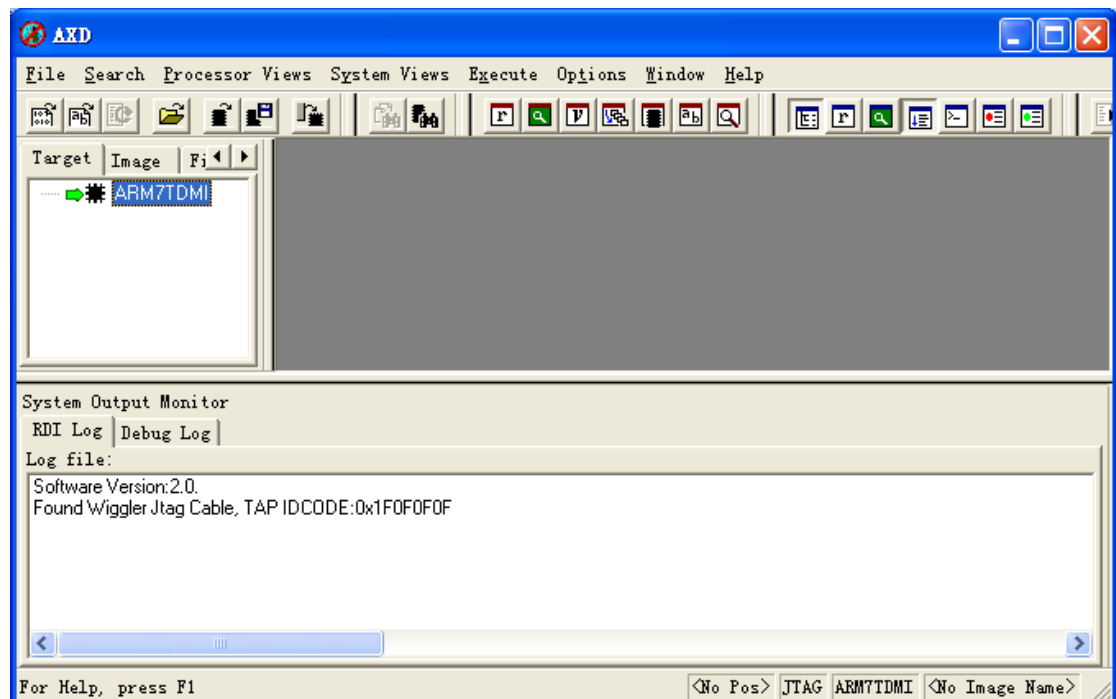 AXD
File Search Processor Views System Views Execute Options Window Help
Target Image Fi
ARM7TDMI
System Output Monitor
RDI Log Debug Log
Log file:
Software Version:2.0.
Found Wiggler Jtag Cable, TAP IDCODE:0x1F0F0F0F
For Help, press F1 <No Pos> JTAG ARM7TDMI <No Image Name>